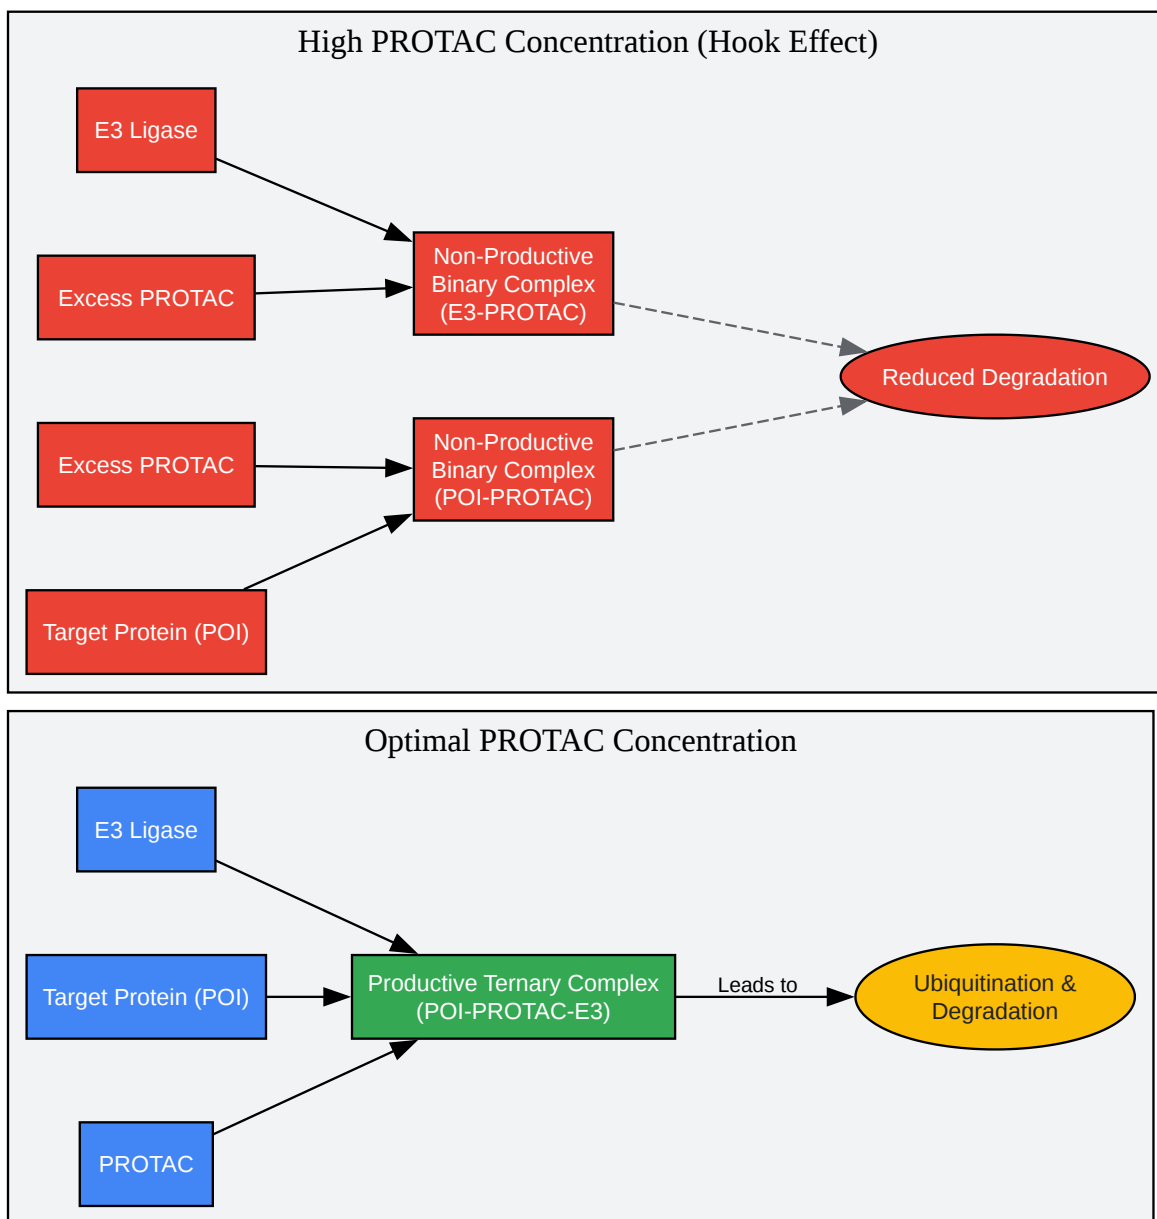 High PROTAC Concentration (Hook Effect)
E3 Ligase
Excess PROTAC
Non-Productive
Binary Complex
(E3-PROTAC)
Reduced Degradation
Excess PROTAC
Non-Productive
Binary Complex
(POI-PROTAC)
Target Protein (POI)
Optimal PROTAC Concentration
E3 Ligase
Target Protein (POI)
Productive Ternary Complex
(POI-PROTAC-E3)
Leads to
Ubiquitination &
Degradation
PROTAC